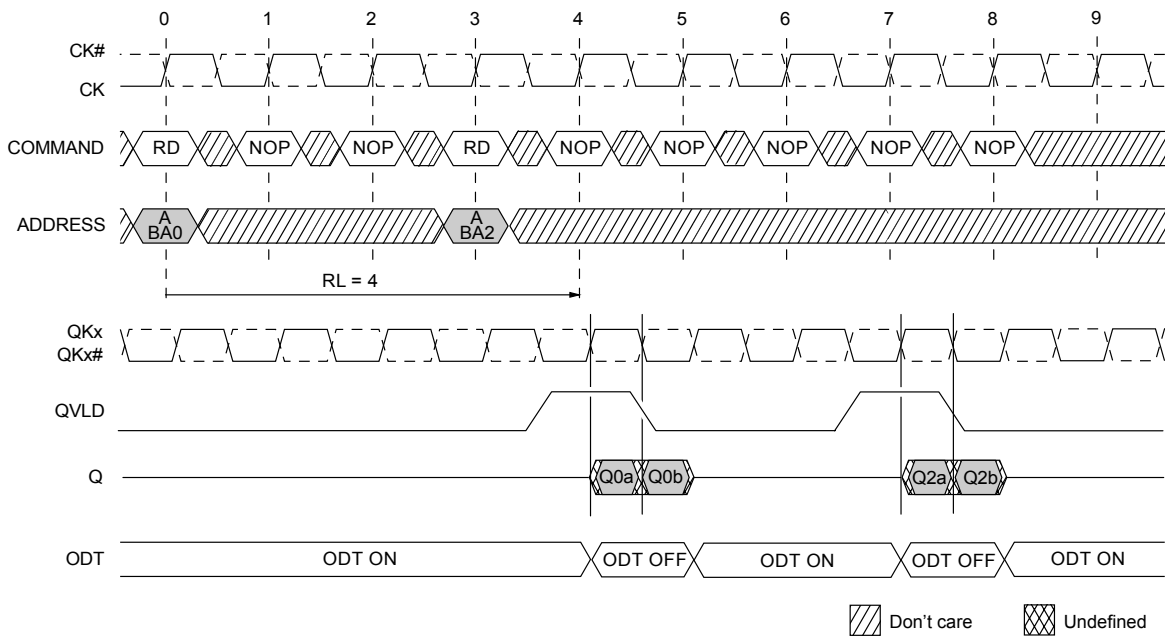 0 1 2 3 4 5 6 7 8 9
CK#
CK
COMMAND RD NOP NOP RD NOP NOP NOP NOP NOP
ADDRESS A BA0 A BA2
RL = 4
QKx
QKx#
QVLD
Q Q0a Q0b Q2a Q2b
ODT ODT ON ODT OFF ODT ON ODT OFF ODT ON
Don't care Undefined